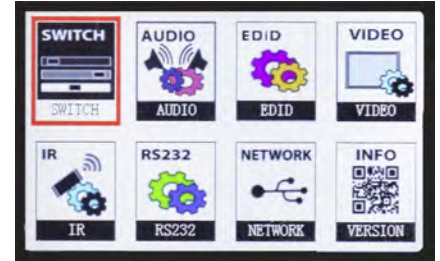 SWITCH
AUDIO
EDiD
VIDEO
SWITCH
AUDIO
EDID
VIDEO
IR
RS232
NETWORK
INFO
IR
RS232
NETWORK
VERSION